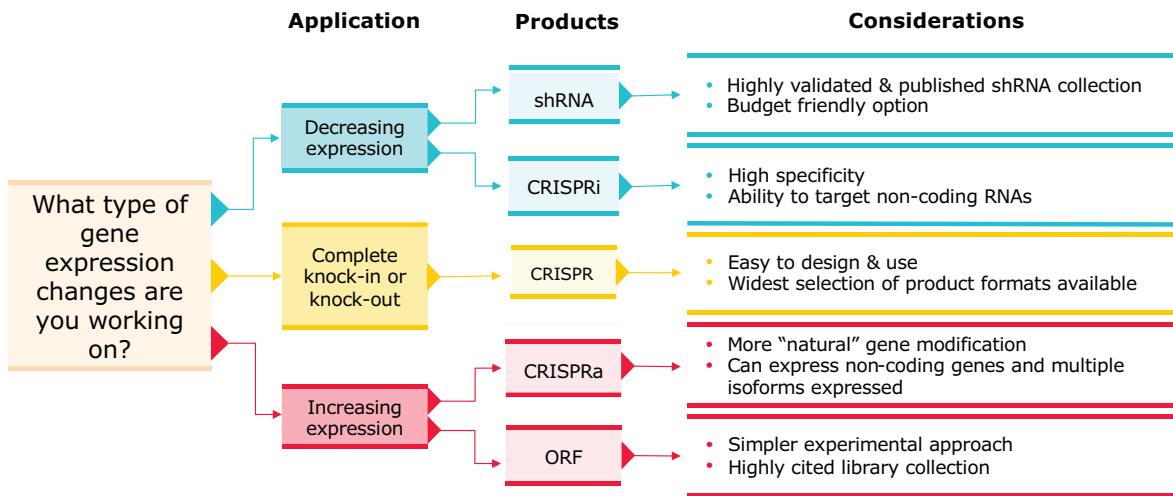 Application
Products
Considerations
What type of
gene
expression
changes are
you working
on?
Decreasing
expression
shRNA
• Highly validated & published shRNA collection
• Budget friendly option
CRISPRi
• High specificity
• Ability to target non-coding RNAs
Complete
knock-in or
knock-out
CRISPR
• Easy to design & use
• Widest selection of product formats available
Increasing
expression
CRISPRa
• More “natural” gene modification
• Can express non-coding genes and multiple
isoforms expressed
ORF
• Simpler experimental approach
• Highly cited library collection